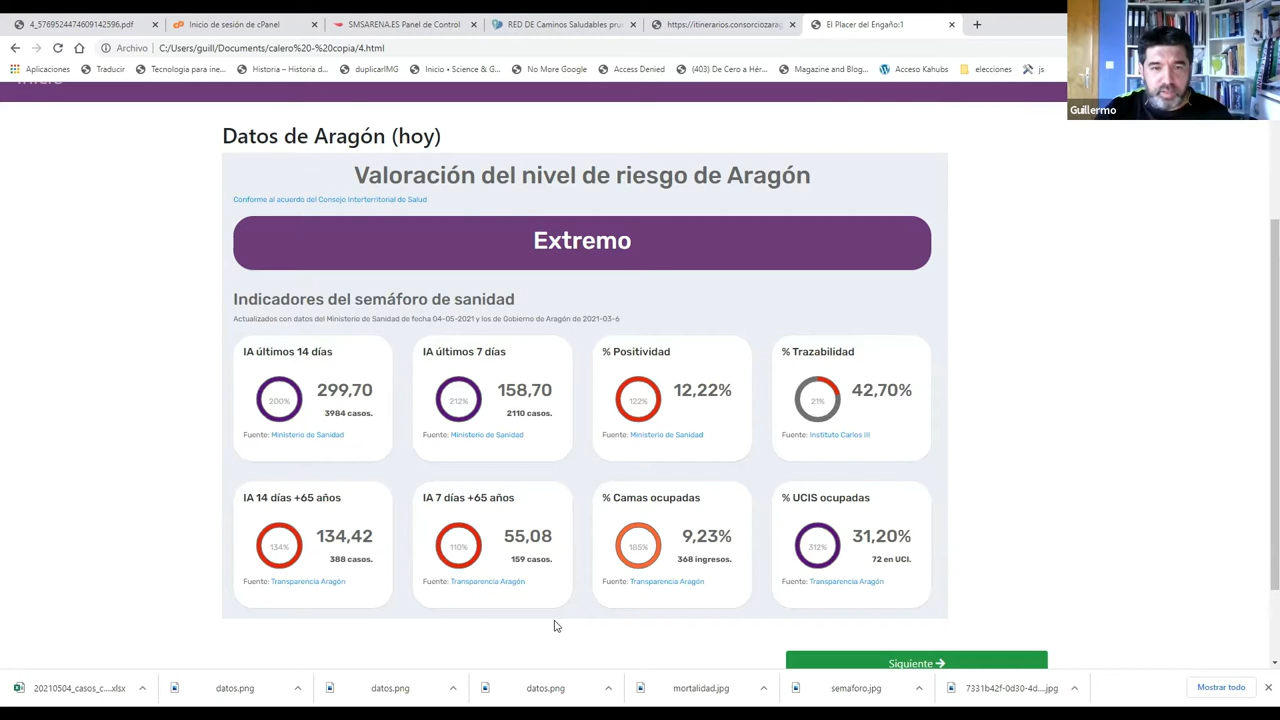 4_5769524474609142596.pdf
Inicio de sesión de cPanel
SMSARENA.ES Panel de Control
RED DE Caminos Saludables pru
https://itinerarios.consorciozarag
El Placer del Engaño:1
Archivo
C:/Users/guill/Documents/calero%20-%20copia/4.html
Aplicaciones
Traducir
Tecnologia para ine...
Historia – Historia d...
duplicarIMG
Inicio • Science & G...
No More Google
Access Denied
(403) De Cero a Hér...
Magazine and Blog...
Acceso Kahubs
elecciones
js
Guillermo
Datos de Aragón (hoy)
Valoración del nivel de riesgo de Aragón
Conforme al acuerdo del Consejo Interterritorial de Salud
Extremo
Indicadores del semáforo de sanidad
Actualizados con datos del Ministerio de Sanidad de fecha 04-05-2021 y los de Gobierno de Aragón de 2021-03-6
IA últimos 14 días
200%
299,70
3984 casos.
Fuente: Ministerio de Sanidad
IA últimos 7 días
212%
158,70
2110 casos.
Fuente: Ministerio de Sanidad
% Positividad
122%
12,22%
Fuente: Ministerio de Sanidad
% Trazabilidad
21%
42,70%
Fuente: Instituto Carlos III
IA 14 días +65 años
134%
134,42
388 casos.
Fuente: Transparencia Aragón
IA 7 días +65 años
110%
55,08
159 casos.
Fuente: Transparencia Aragón
% Camas ocupadas
185%
9,23%
368 ingresos.
Fuente: Transparencia Aragón
% UCIS ocupadas
312%
31,20%
72 en UCI.
Fuente: Transparencia Aragón
Siguiente
20210504_casos_c....xlsx
datos.png
datos.png
datos.png
mortalidad.jpg
semaforo.jpg
7331b42f-0d30-4d....jpg
Mostrar todo